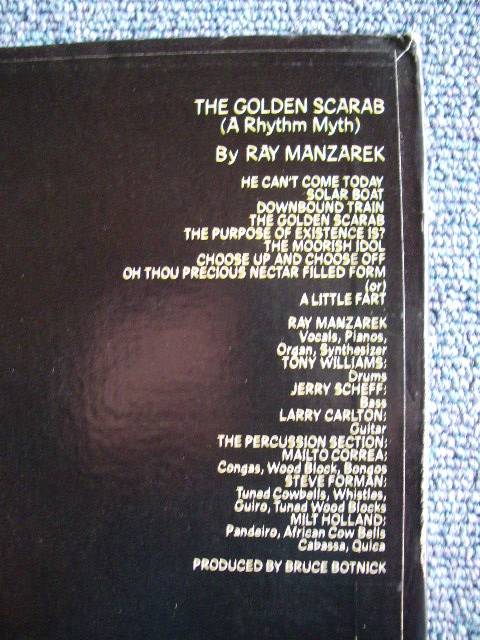 THE GOLDEN SCARAB
(A Rhythm Myth)
By RAY MANZAREK
HE CAN'T COME TODAY
SOLAR BOAT
DOWNBOUND TRAIN
THE GOLDEN SCARAB
THE PURPOSE OF EXISTENCE IS?
THE MOORISH IDOL
CHOOSE UP AND CHOOSE OFF
OH THOU PRECIOUS NECTAR FILLED FORM
(or)
A LITTLE FART
RAY MANZAREK
Vocals, Pianos,
Organ, Synthesizer
TONY WILLIAMS:
Drums
JERRY SCHEFF:
Bass
LARRY CARLTON:
Guitar
THE PERCUSSION SECTION:
MAILTO CORREA:
Congas, Wood Block, Bongos
STEVE FORMAN:
Tuned Cowbells, Whistles,
Guiro, Tuned Wood Blocks
MILT HOLLAND:
Pandeiro, African Cow Bells
Cabassa, Quica
PRODUCED BY BRUCE BOTNICK